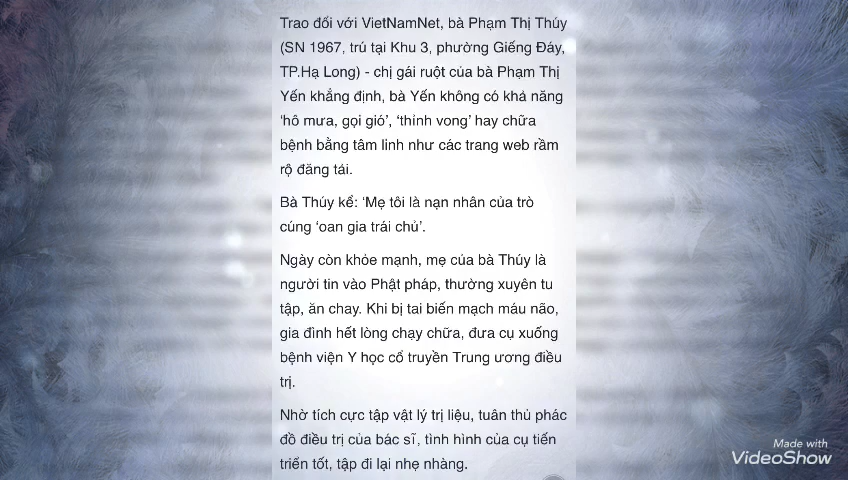 Trao đổi với VietNamNet, bà Phạm Thị Thúy
(SN 1967, trú tại Khu 3, phường Giếng Đáy,
TP.Hạ Long) - chị gái ruột của bà Phạm Thị
Yến khẳng định, bà Yến không có khả năng
‘hô mưa, gọi gió’, ‘thỉnh vong’ hay chữa
bệnh bằng tâm linh như các trang web rầm
rộ đăng tải.
Bà Thúy kể: ‘Mẹ tôi là nạn nhân của trò
cúng ‘oan gia trái chủ’.
Ngày còn khỏe mạnh, mẹ của bà Thúy là
người tin vào Phật pháp, thường xuyên tu
tập, ăn chay. Khi bị tai biến mạch máu não,
gia đình hết lòng chạy chữa, đưa cụ xuống
bệnh viện Y học cổ truyền Trung ương điều
trị.
Nhờ tích cực tập vật lý trị liệu, tuân thủ phác
đồ điều trị của bác sĩ, tình hình của cụ tiến
triển tốt, tập đi lại nhẹ nhàng.
Made with
VideoShow